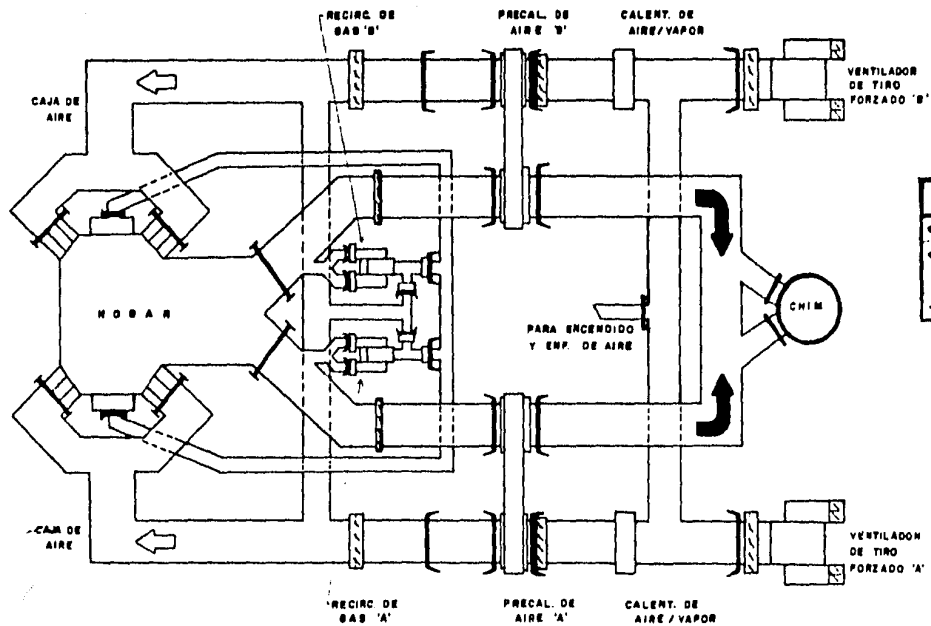 RECIRC. DE
GAS 'B'
PRECAL. DE
AIRE 'B'
CALENT. DE
AIRE/VAPOR
VENTILADOR
DE TIRO
FORZADO 'B'
CAJA DE
AIRE
HOGAR
PARA ENCENDIDO
Y ENF. DE AIRE
CHIM.
CAJA DE
AIRE
VENTILADOR
DE TIRO
FORZADO 'A'
RECIRC. DE
GAS 'A'
PRECAL. DE
AIRE 'A'
CALENT. DE
AIRE / VAPOR